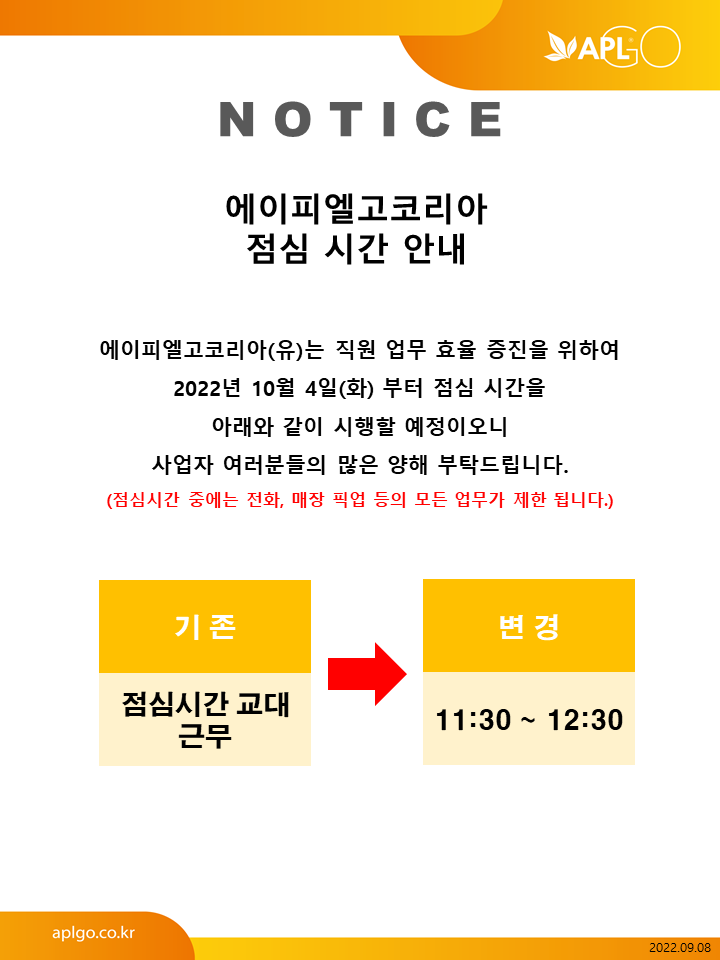 APLGO
NOTICE
에이피엘고코리아
점심 시간 안내
에이피엘고코리아(유)는 직원 업무 효율 증진을 위하여
2022년 10월 4일(화) 부터 점심 시간을
아래와 같이 시행할 예정이오니
사업자 여러분들의 많은 양해 부탁드립니다.
(점심시간 중에는 전화, 매장 픽업 등의 모든 업무가 제한 됩니다.)
기 존
점심시간 교대
근무
변 경
11:30 ~ 12:30
aplgo.co.kr
2022.09.08